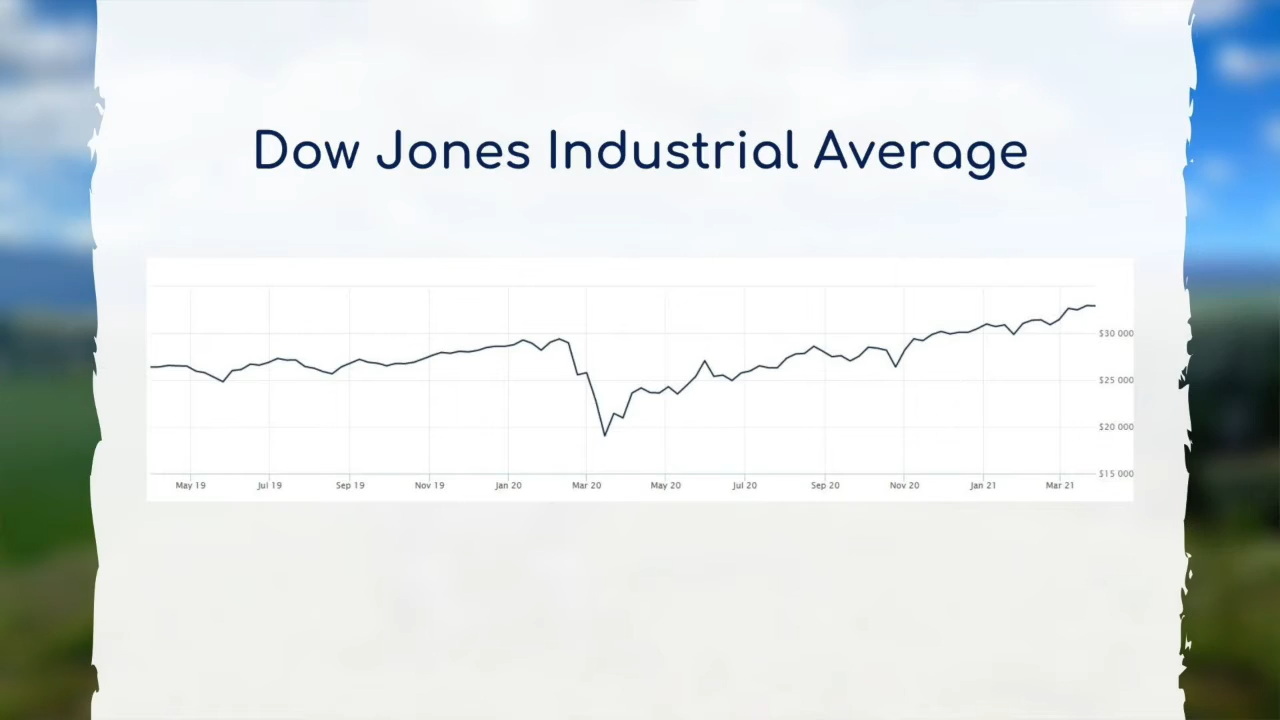 Dow Jones Industrial Average
$30 000
$25 000
$20 000
$15 000
May 19 Jul 19 Sep 19 Nov 19 Jan 20 Mar 20 May 20 Jul 20 Sep 20 Nov 20 Jan 21 Mar 21